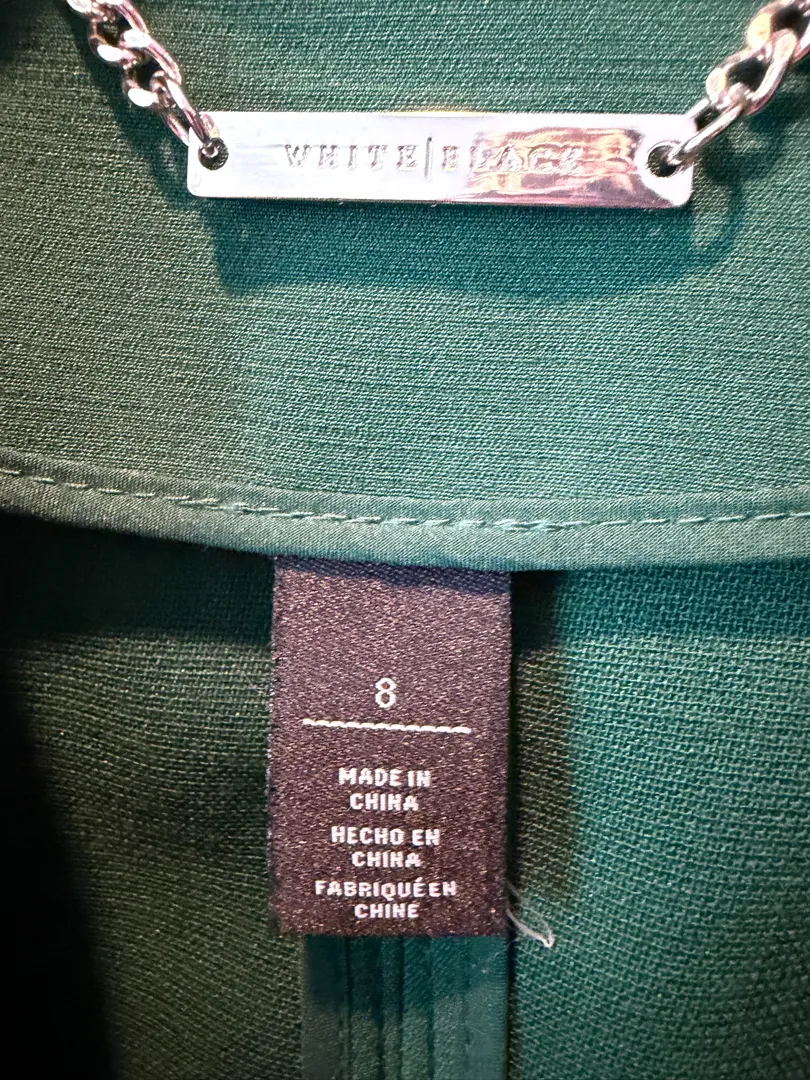 WHITE|BLACK
8
MADE IN
CHINA
HECHO EN
CHINA
FABRIQUÉ EN
CHINE